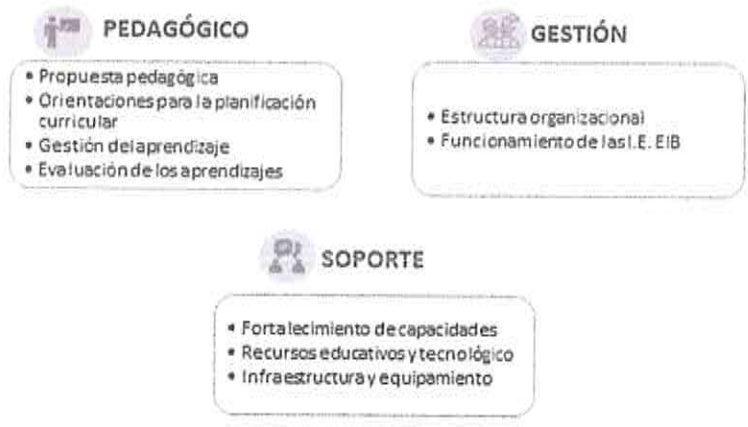 PEDAGÓGICO
• Propuesta pedagógica
• Orientaciones para la planificación
curricular
• Gestión del aprendizaje
• Evaluación de los aprendizajes
GESTIÓN
• Estructura organizacional
• Funcionamiento de las I.E. EIB
SOPORTE
• Fortalecimiento de capacidades
• Recursos educativos y tecnológico
• Infraestructura y equipamiento